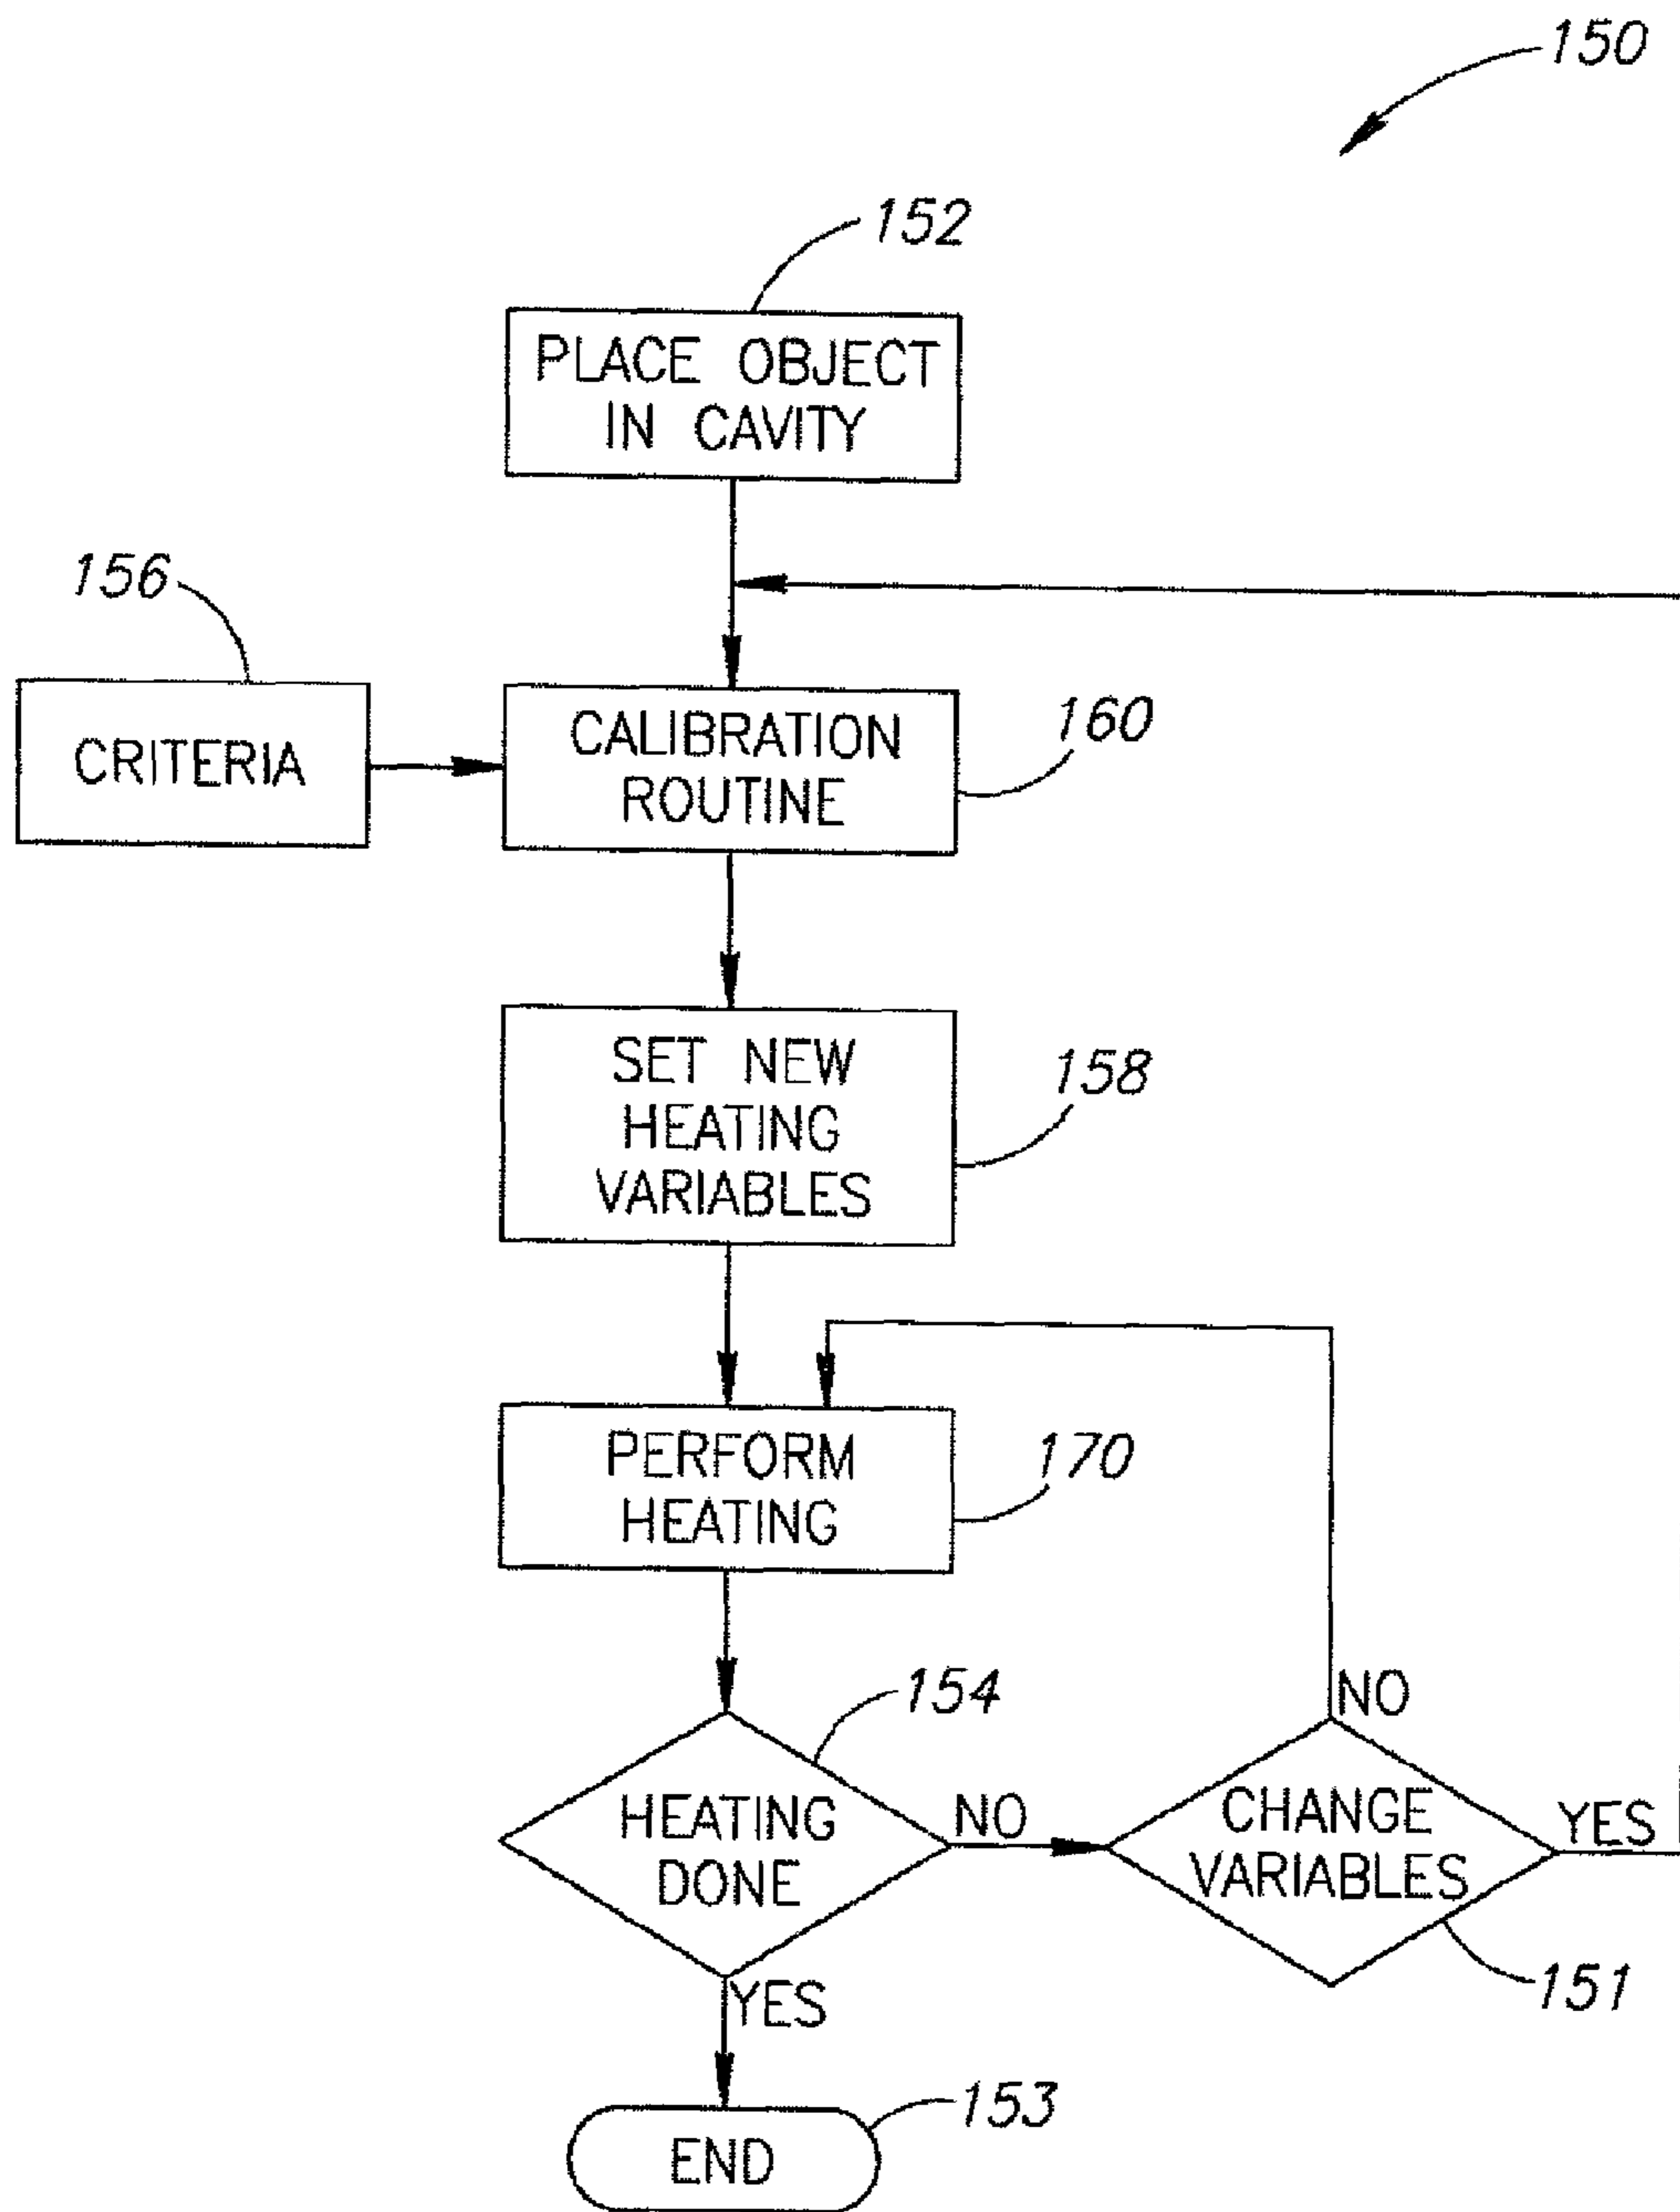 150
152
PLACE OBJECT
IN CAVITY
156
CRITERIA
CALIBRATION
ROUTINE
160
SET NEW
HEATING
VARIABLES
158
PERFORM
HEATING
170
154
NO
HEATING
DONE
NO
CHANGE
VARIABLES
YES
151
YES
153
END